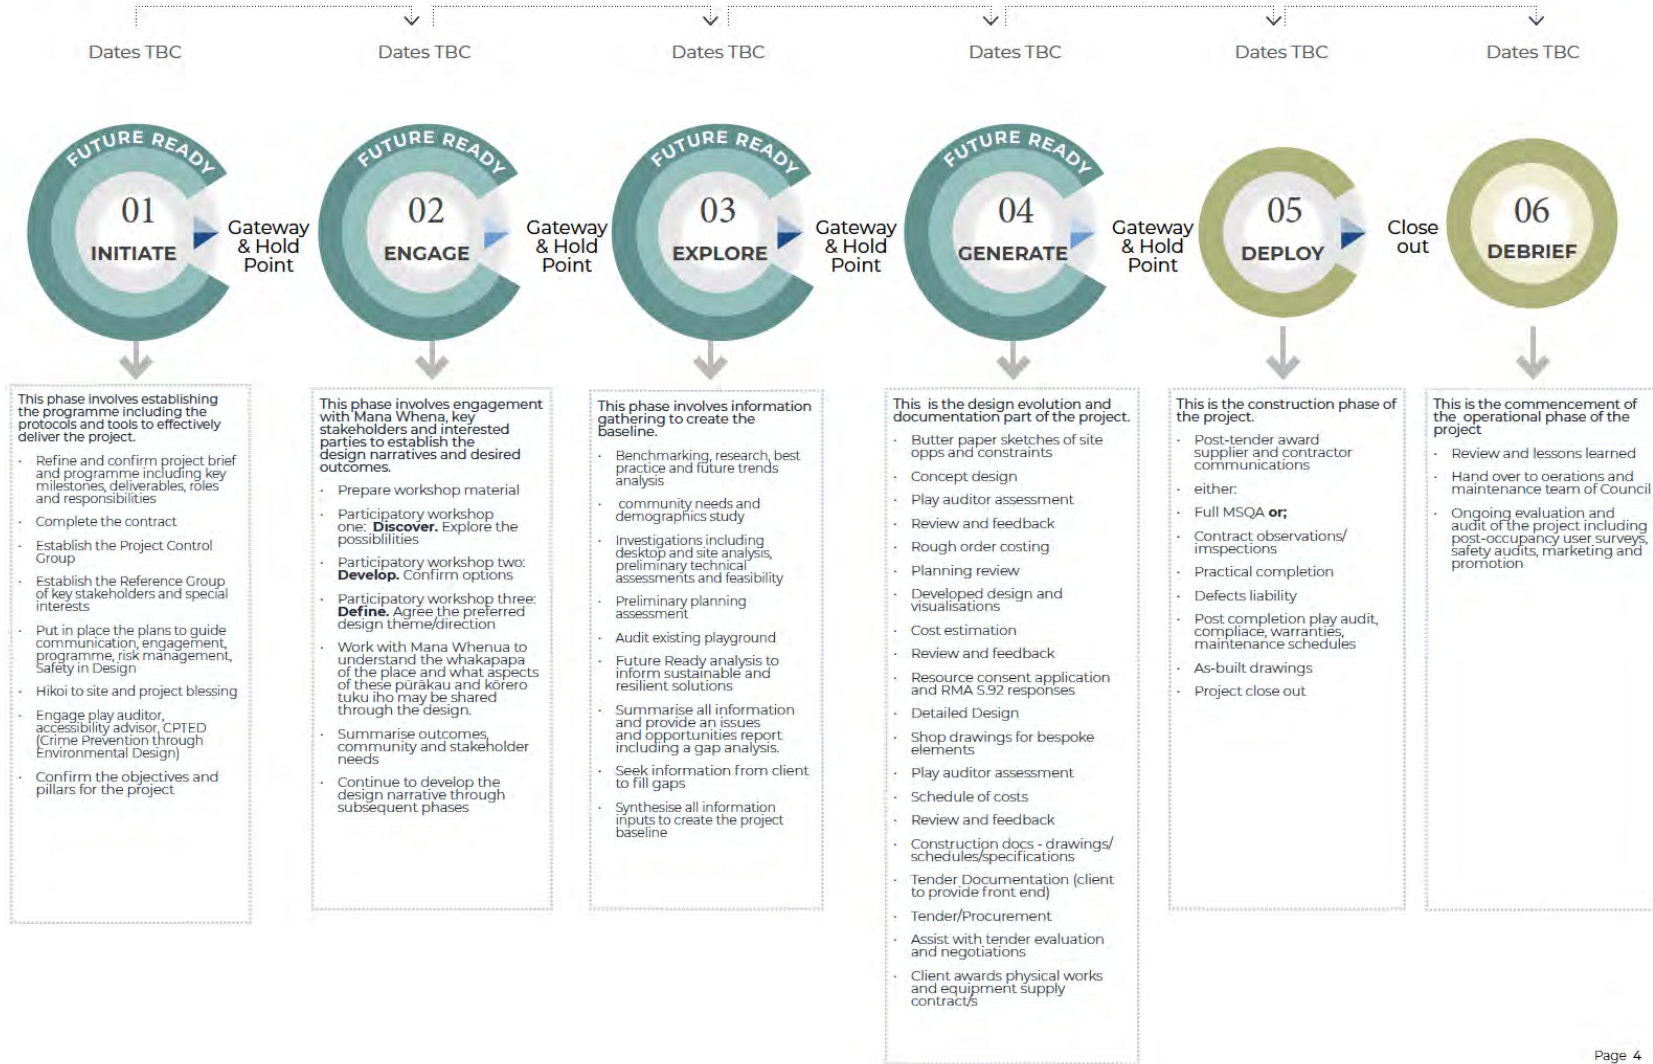 Dates TBC
Dates TBC
Dates TBC
Dates TBC
Dates TBC
Dates TBC
FUTURE READY
01
INITIATE
Gateway
& Hold
Point
FUTURE READY
02
ENGAGE
Gateway
& Hold
Point
FUTURE READY
03
EXPLORE
Gateway
& Hold
Point
FUTURE READY
04
GENERATE
Gateway
& Hold
Point
05
DEPLOY
Close
out
06
DEBRIEF
This phase involves establishing
the programme including the
protocols and tools to effectively
deliver the project.
· Refine and confirm project brief
and programme including key
milestones, deliverables, roles
and responsibilities
· Complete the contract
· Establish the Project Control
Group
· Establish the Reference Group
of key stakeholders and special
interests
· Put in place the plans to guide
communication, engagement,
programme, risk management,
Safety in Design
· Hikoi to site and project blessing
· Engage play auditor,
accessibility advisor, CPTED
(Crime Prevention through
Environmental Design)
· Confirm the objectives and
pillars for the project
This phase involves engagement
with Mana Whena, key
stakeholders and interested
parties to establish the
design narratives and desired
outcomes.
· Prepare workshop material
· Participatory workshop
one: Discover. Explore the
possiblilities
· Participatory workshop two:
Develop. Confirm options
· Participatory workshop three:
Define. Agree the preferred
design theme/direction
· Work with Mana Whenua to
understand the whakapapa
of the place and what aspects
of these pūrākau and kōrero
tuku iho may be shared
through the design.
· Summarise outcomes,
community and stakeholder
needs
· Continue to develop the
design narrative through
subsequent phases
This phase involves information
gathering to create the
baseline.
· Benchmarking, research, best
practice and future trends
analysis
· community needs and
demographics study
· Investigations including
desktop and site analysis,
preliminary technical
assessments and feasibility
· Preliminary planning
assessment
· Audit existing playground
· Future Ready analysis to
inform sustainable and
resilient solutions
· Summarise all information
and provide an issues
and opportunities report
including a gap analysis.
· Seek information from client
to fill gaps
· Synthesise all information
inputs to create the project
baseline
This is the design evolution and
documentation part of the project.
· Butter paper sketches of site
opps and constraints
· Concept design
· Play auditor assessment
· Review and feedback
· Rough order costing
· Planning review
· Developed design and
visualisations
· Cost estimation
· Review and feedback
· Resource consent application
and RMA S.92 responses
· Detailed Design
· Shop drawings for bespoke
elements
· Play auditor assessment
· Schedule of costs
· Review and feedback
· Construction docs - drawings/
schedules/specifications
· Tender Documentation (client
to provide front end)
· Tender/Procurement
· Assist with tender evaluation
and negotiations
· Client awards physical works
and equipment supply
contract/s
This is the construction phase of
the project.
· Post-tender award
supplier and contractor
communications
· either:
· Full MSQA or;
· Contract observations/
imspections
· Practical completion
· Defects liability
· Post completion play audit,
compliace, warranties,
maintenance schedules
· As-built drawings
· Project close out
This is the commencement of
the operational phase of the
project
· Review and lessons learned
· Hand over to oerations and
maintenance team of Council
· Ongoing evaluation and
audit of the project including
post-occupancy user surveys,
safety audits, marketing and
promotion
Page 4